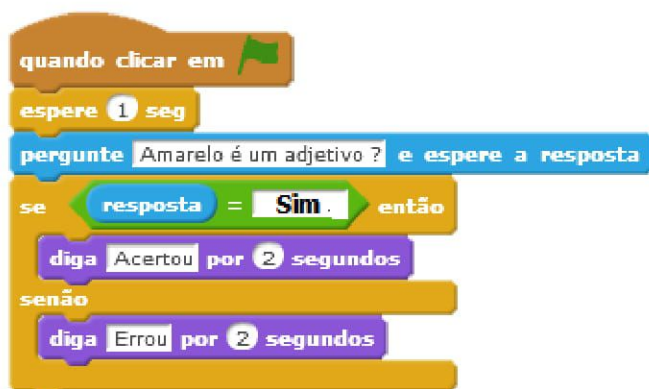 quando clicar em
espere 1 seg
pergunte Amarelo é um adjetivo ? e espere a resposta
se resposta = Sim . então
diga Acertou por 2 segundos
senão
diga Errou por 2 segundos